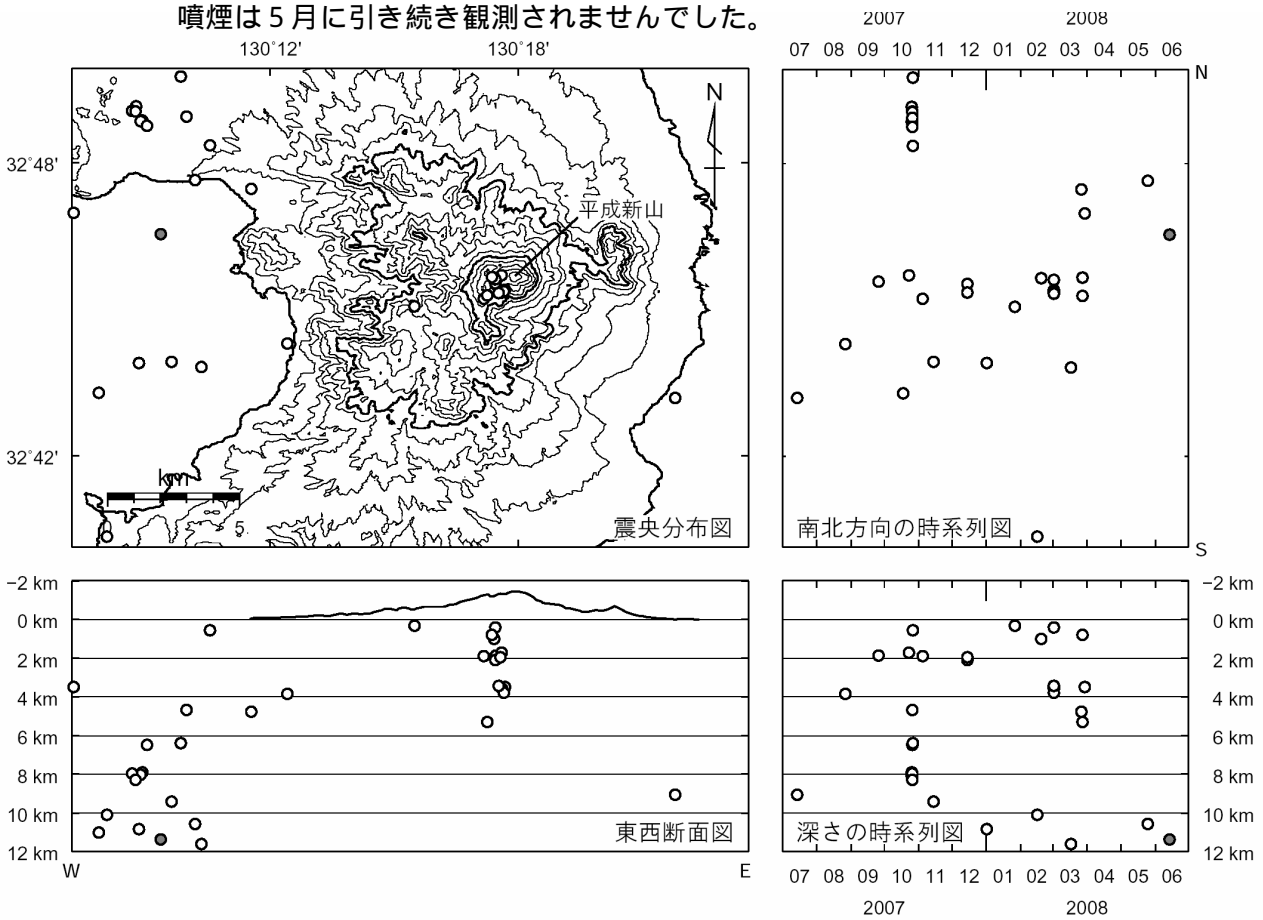 噴煙は5月に引き続き観測されませんでした。
130˚12'
130˚18'
N
32˚48'
平成新山
32˚42'
km
0
5
震央分布図
2007
2008
07 08 09 10 11 12 01 02 03 04 05 06
N
南北方向の時系列図
S
−2 km
0 km
2 km
4 km
6 km
8 km
10 km
12 km
東西断面図
W
E
−2 km
0 km
2 km
4 km
6 km
8 km
10 km
12 km
深さの時系列図
07 08 09 10 11 12 01 02 03 04 05 06
2007
2008